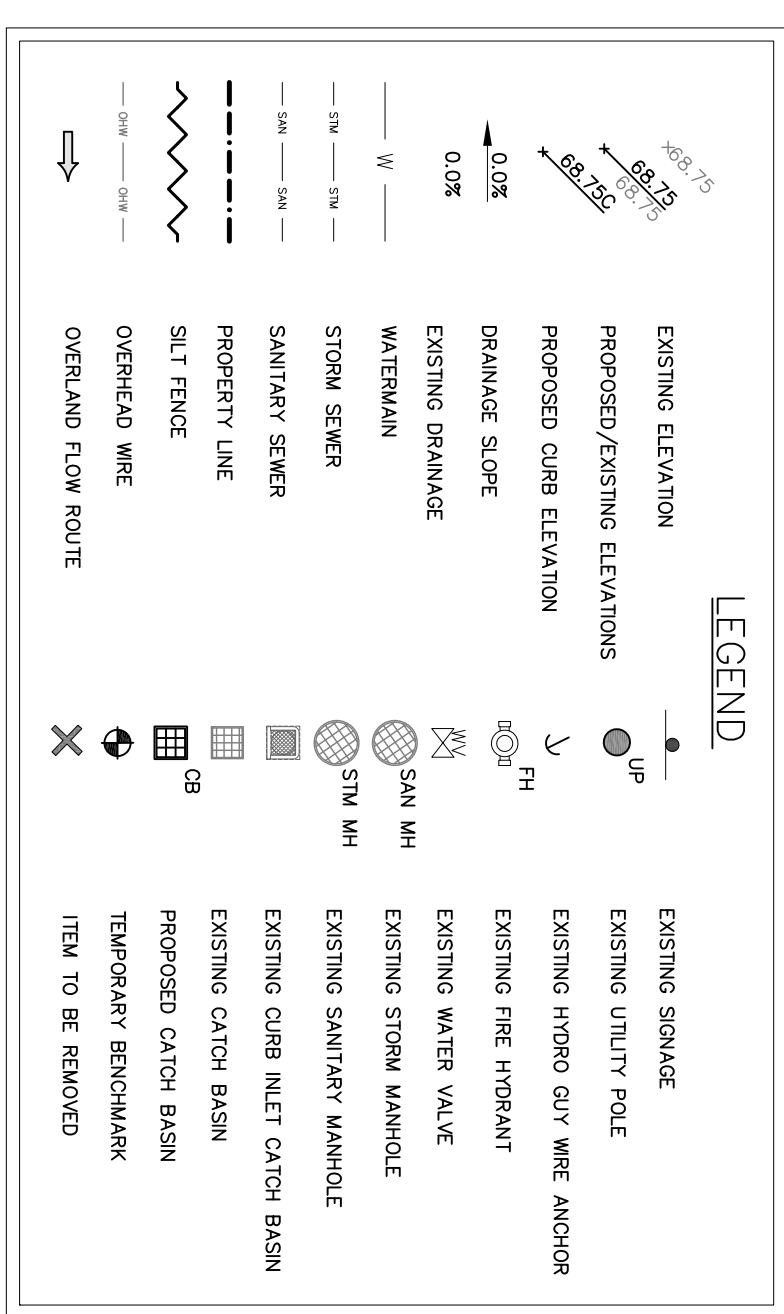 LEGEND
×68.75 EXISTING ELEVATION EXISTING SIGNAGE
68.75 68.75 PROPOSED/EXISTING ELEVATIONS UP EXISTING UTILITY POLE
68.75C PROPOSED CURB ELEVATION EXISTING HYDRO GUY WIRE ANCHOR
0.0% DRAINAGE SLOPE FH EXISTING FIRE HYDRANT
0.0% EXISTING DRAINAGE WV EXISTING WATER VALVE
W WATERMAIN SAN MH EXISTING STORM MANHOLE
STM STM STORM SEWER STM MH EXISTING SANITARY MANHOLE
SAN SAN SANITARY SEWER EXISTING CURB INLET CATCH BASIN
PROPERTY LINE EXISTING CATCH BASIN
SILT FENCE CB PROPOSED CATCH BASIN
OHW OHW OVERHEAD WIRE TEMPORARY BENCHMARK
OVERLAND FLOW ROUTE ITEM TO BE REMOVED